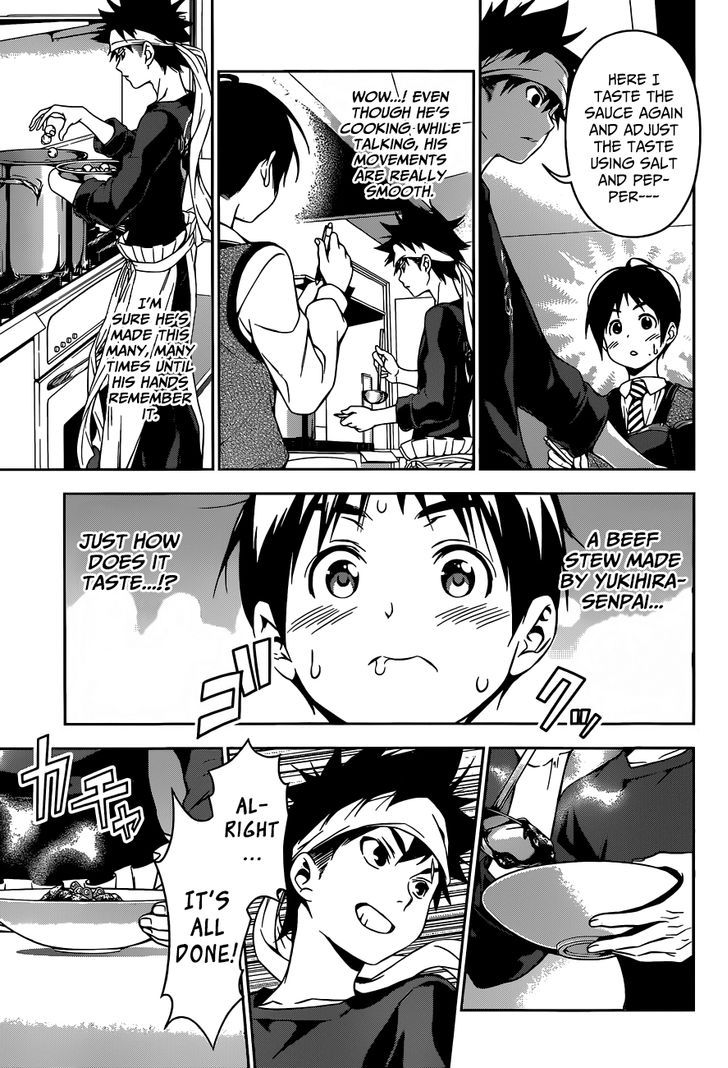 HERE I
TASTE THE
SAUCE AGAIN
AND ADJUST
THE TASTE
USING SALT
AND PEP-
PER---
WOW...! EVEN
THOUGH HE'S
COOKING WHILE
TALKING, HIS
MOVEMENTS
ARE REALLY
SMOOTH.
I'M
SURE HE'S
MADE THIS
MANY, MANY
TIMES UNTIL
HIS HANDS
REMEMBER
IT.
A BEEF
STEW MADE
BY YUKIHIRA-
SENPAI...
JUST HOW
DOES IT
TASTE...!?
ゴク
AL-
RIGHT
...
IT'S
ALL
DONE!
カチャ